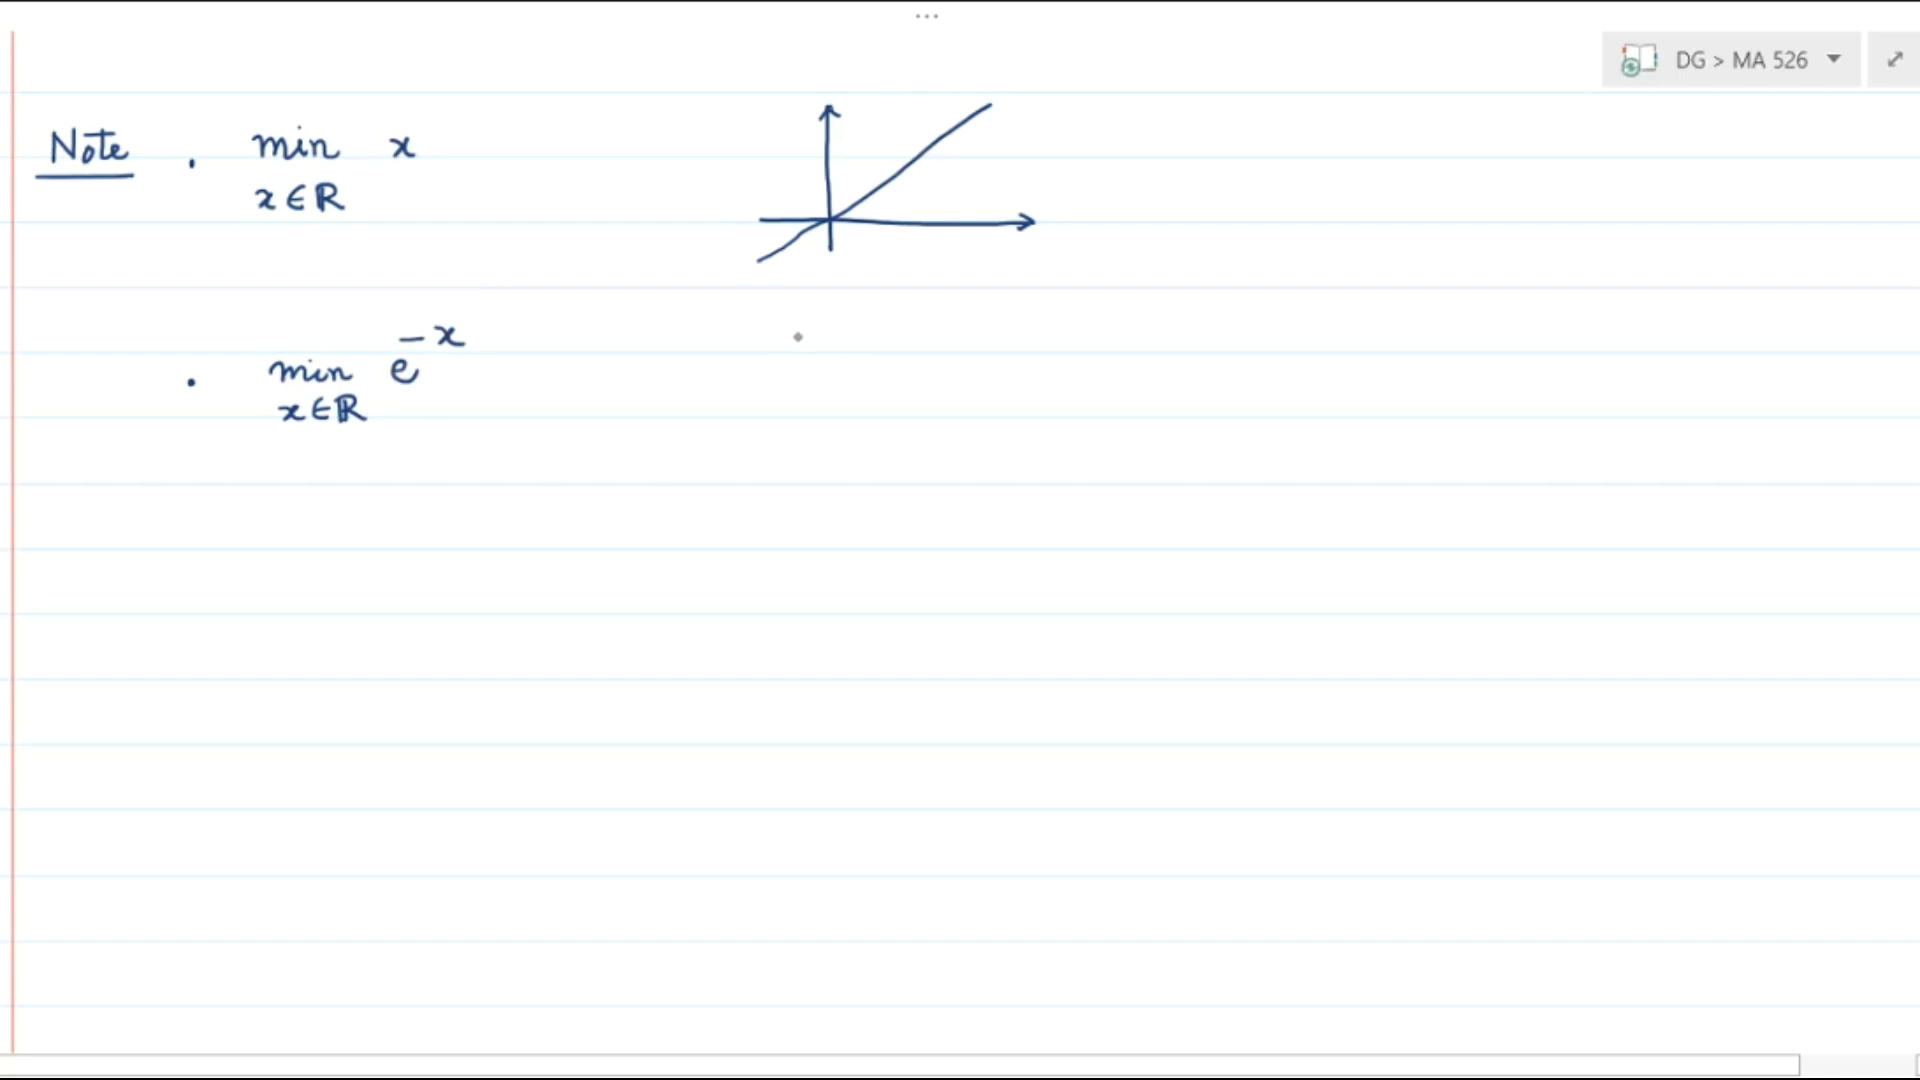 DG > MA 526
Note . min x
x ∈ ℝ
. min e^{-x}
x ∈ ℝ